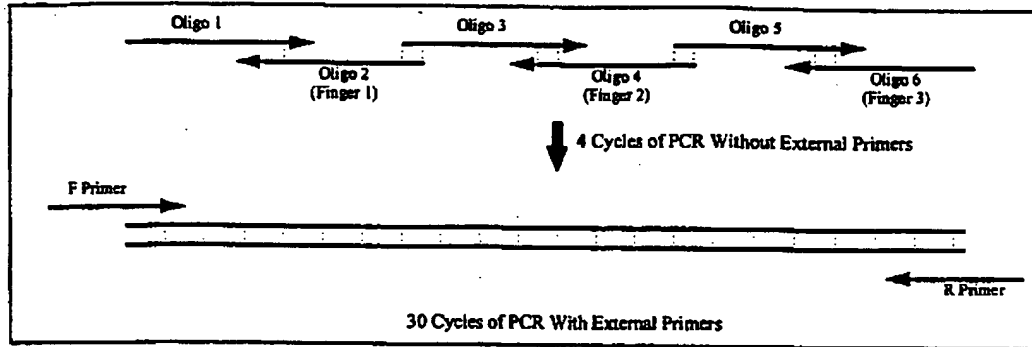 Oligo 1
Oligo 3
Oligo 5
Oligo 2
(Finger 1)
Oligo 4
(Finger 2)
Oligo 6
(Finger 3)
4 Cycles of PCR Without External Primers
F Primer
R Primer
30 Cycles of PCR With External Primers